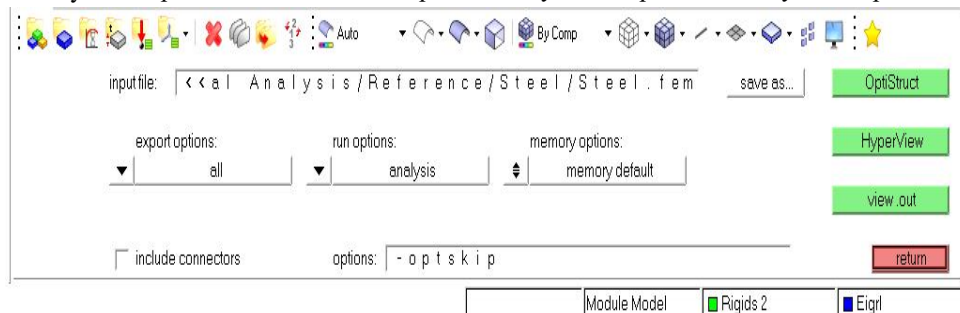 Auto By Comp
input file: <<al Analysis/Reference/Steel/Steel.fem save as... OptiStruct
export options: run options: memory options: HyperView
all analysis memory default
view .out
include connectors options: -optskip return
Module Model Rigids 2 Eigrl